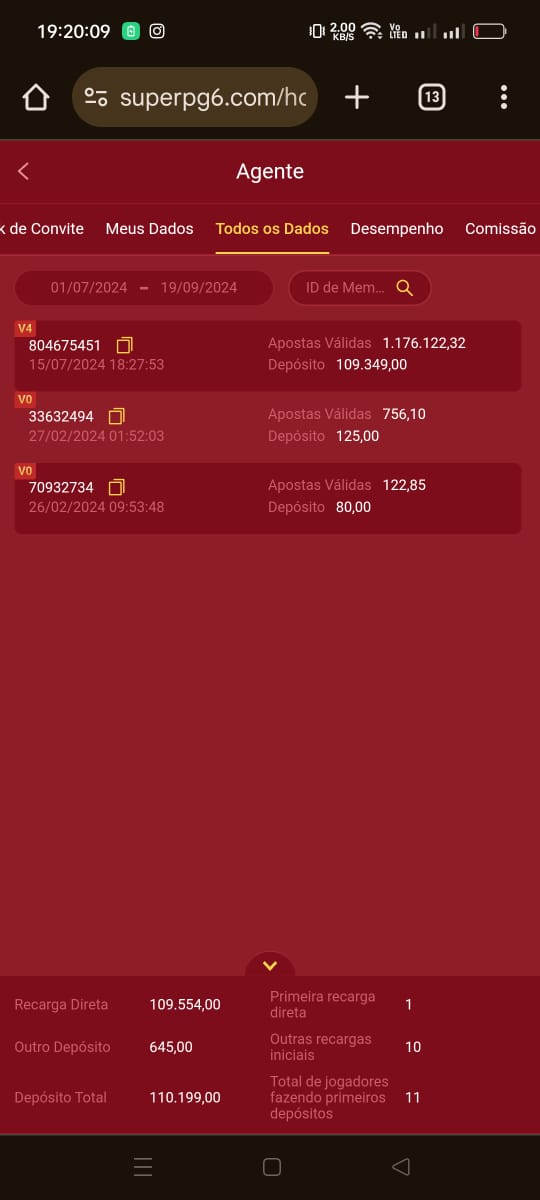 19:20:09
2,00
KB/S
Vo
LTE D
superpg6.com/hc
13
Agente
k de Convite Meus Dados Todos os Dados Desempenho Comissão
01/07/2024 – 19/09/2024 ID de Mem...
V4
804675451 Apostas Válidas 1.176.122,32
15/07/2024 18:27:53 Depósito 109.349,00
V0
33632494 Apostas Válidas 756,10
27/02/2024 01:52:03 Depósito 125,00
V0
70932734 Apostas Válidas 122,85
26/02/2024 09:53:48 Depósito 80,00
Recarga Direta 109.554,00
Primeira recarga
direta
1
Outro Depósito 645,00
Outras recargas
iniciais
10
Depósito Total 110.199,00
Total de jogadores
fazendo primeiros
depósitos
11